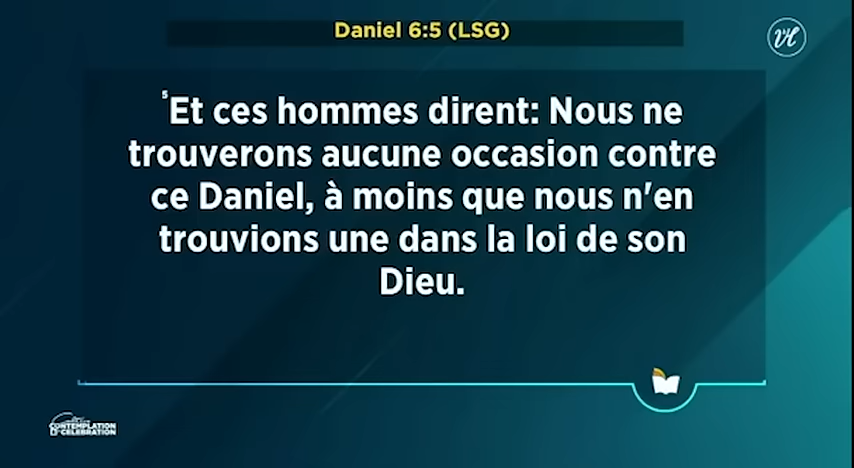 Daniel 6:5 (LSG)
5Et ces hommes dirent: Nous ne
trouverons aucune occasion contre
ce Daniel, à moins que nous n'en
trouvions une dans la loi de son
Dieu.
CONTEMPLATION
CELEBRATION